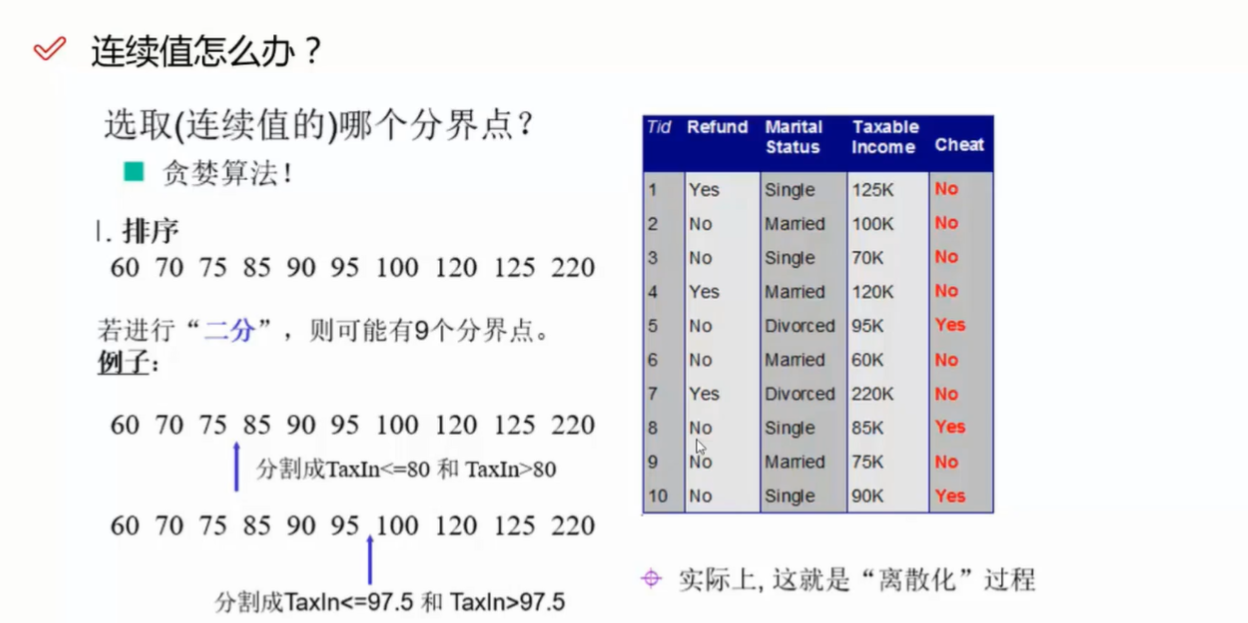 连续值怎么办？
选取(连续值的)哪个分界点?
贪婪算法!
1. 排序
60 70 75 85 90 95 100 120 125 220
若进行“二分”，则可能有9个分界点。
例子:
60 70 75 85 90 95 100 120 125 220
分割成TaxIn<=80 和 TaxIn>80
60 70 75 85 90 95 100 120 125 220
分割成TaxIn<=97.5 和 TaxIn>97.5
Tid Refund Marital Status Taxable Income Cheat
1 Yes Single 125K No
2 No Married 100K No
3 No Single 70K No
4 Yes Married 120K No
5 No Divorced 95K Yes
6 No Married 60K No
7 Yes Divorced 220K No
8 No Single 85K Yes
9 No Married 75K No
10 No Single 90K Yes
实际上, 这就是“离散化”过程